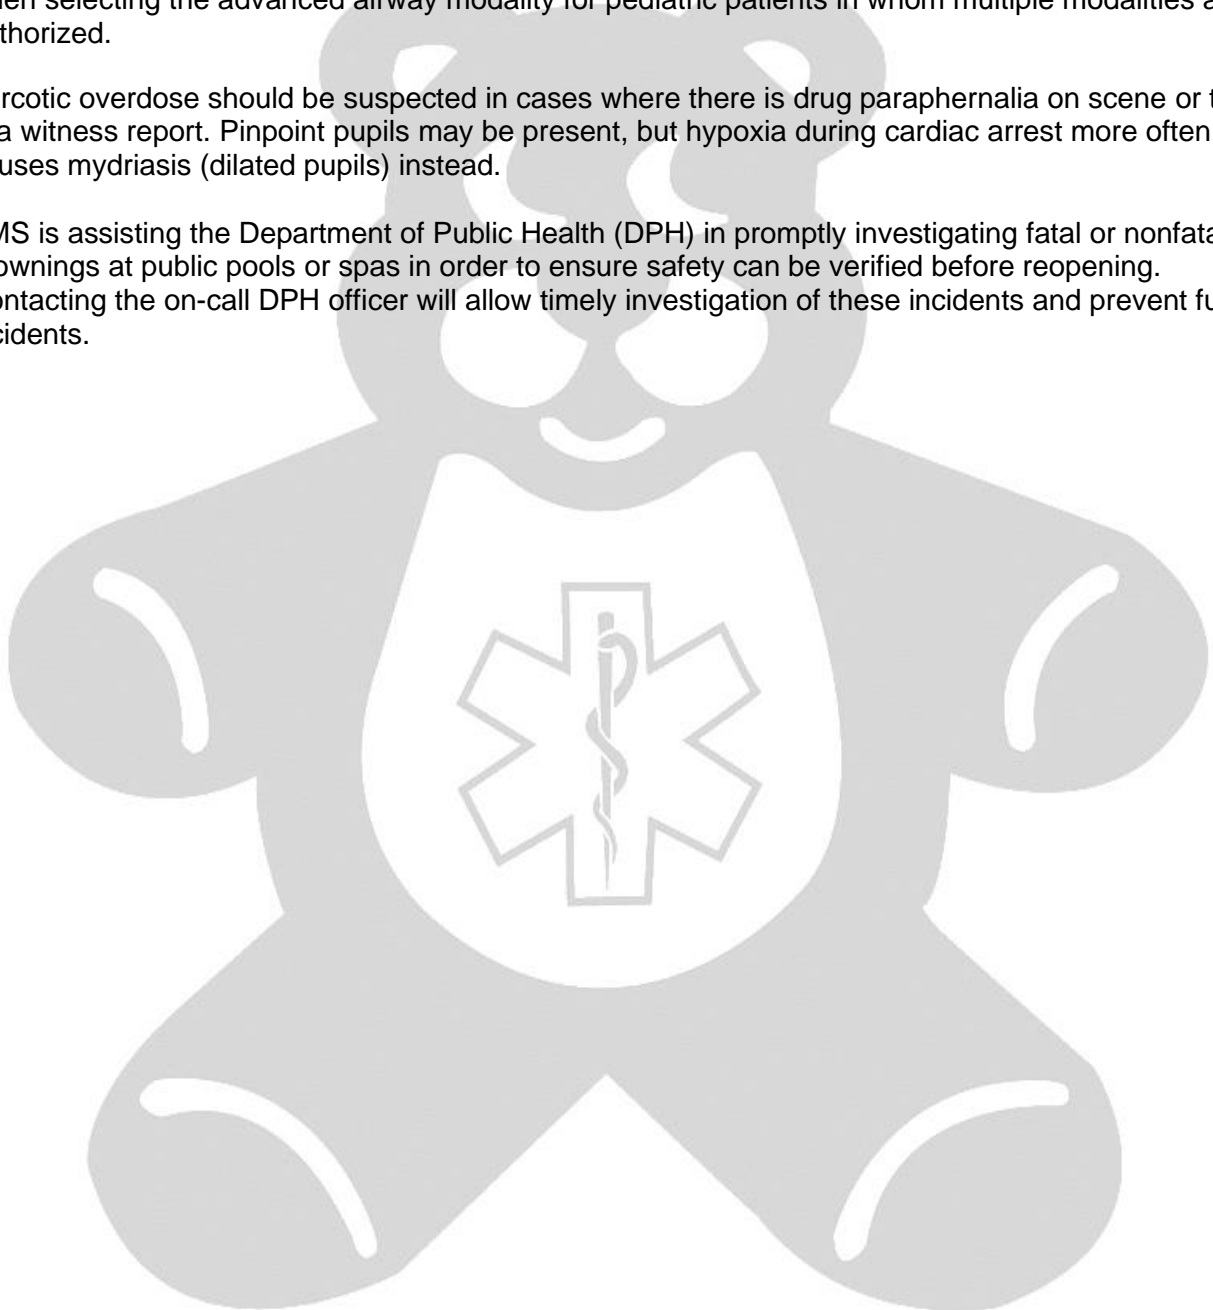 en selecting the advanced airway modality for pediatric patients in whom multiple modalities a
thorized.
rcotic overdose should be suspected in cases where there is drug paraphernalia on scene or t
a witness report. Pinpoint pupils may be present, but hypoxia during cardiac arrest more often
uses mydriasis (dilated pupils) instead.
MS is assisting the Department of Public Health (DPH) in promptly investigating fatal or nonfata
ownings at public pools or spas in order to ensure safety can be verified before reopening.
ontacting the on-call DPH officer will allow timely investigation of these incidents and prevent fu
cidents.